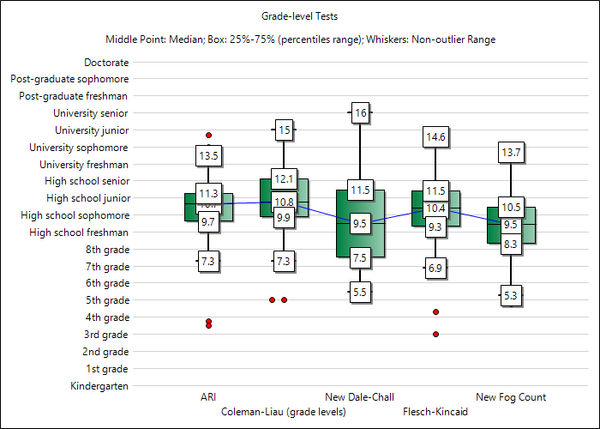 Grade-level Tests
Middle Point: Median; Box: 25%-75% (percentiles range); Whiskers: Non-outlier Range
Doctorate
Post-graduate sophomore
Post-graduate freshman
University senior
University junior
University sophomore
University freshman
High school senior
High school junior
High school sophomore
High school freshman
8th grade
7th grade
6th grade
5th grade
4th grade
3rd grade
2nd grade
1st grade
Kindergarten
13.5
11.3
9.7
7.3
15
12.1
10.8
9.9
7.3
16
11.5
9.5
7.5
5.5
14.6
11.5
10.4
9.3
6.9
13.7
10.5
9.5
8.3
5.3
ARI
Coleman-Liau (grade levels)
New Dale-Chall
Flesch-Kincaid
New Fog Count